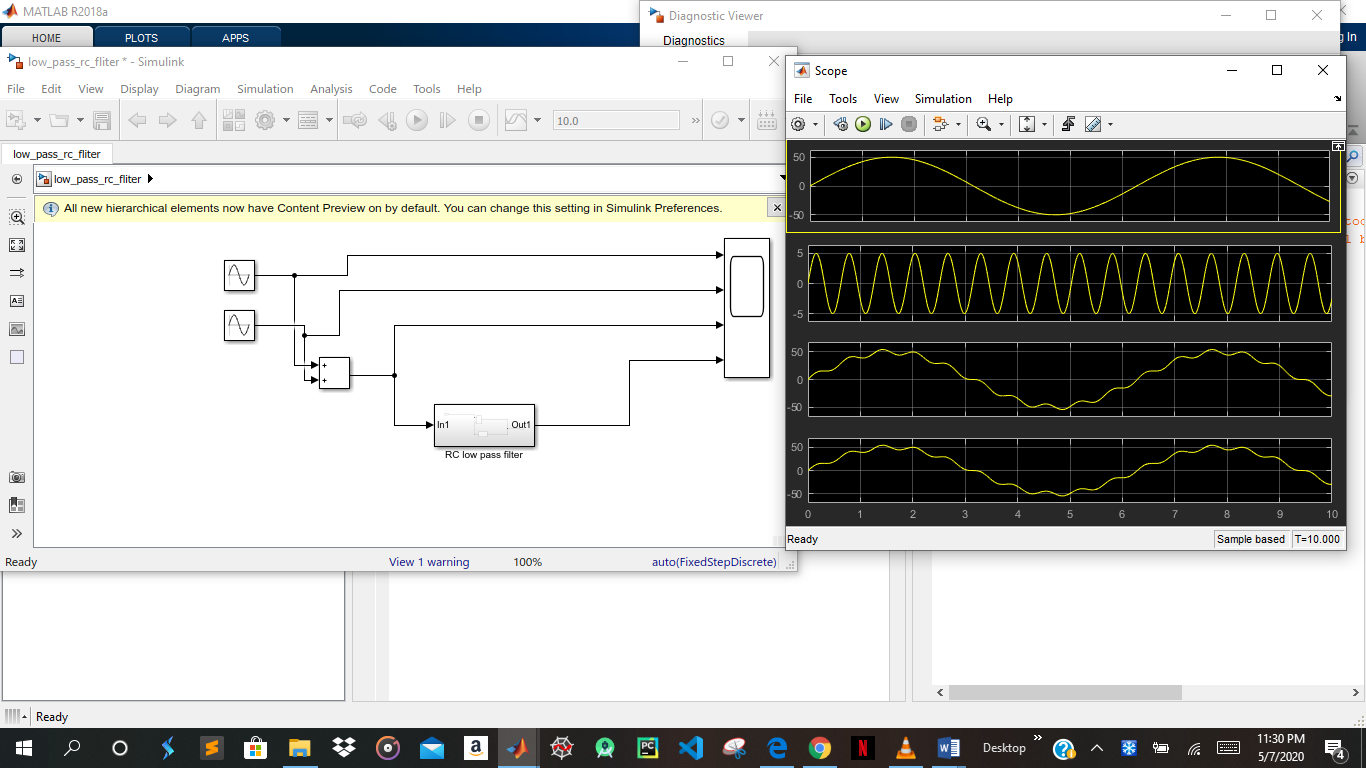 MATLAB R2018a
HOME PLOTS APPS
Diagnostic Viewer
Diagnostics
g In
low_pass_rc_fliter * - Simulink
File Edit View Display Diagram Simulation Analysis Code Tools Help
10.0 »
low_pass_rc_fliter
low_pass_rc_fliter
All new hierarchical elements now have Content Preview on by default. You can change this setting in Simulink Preferences.
+
+
In1 Out1
RC low pass filter
Ready View 1 warning 100% auto(FixedStepDiscrete)
Scope
File Tools View Simulation Help
50
0
-50
5
0
-5
50
0
-50
50
0
-50
0 1 2 3 4 5 6 7 8 9 10
Ready Sample based T=10.000
too
i b
Ready
Desktop
11:30 PM
5/7/2020
4